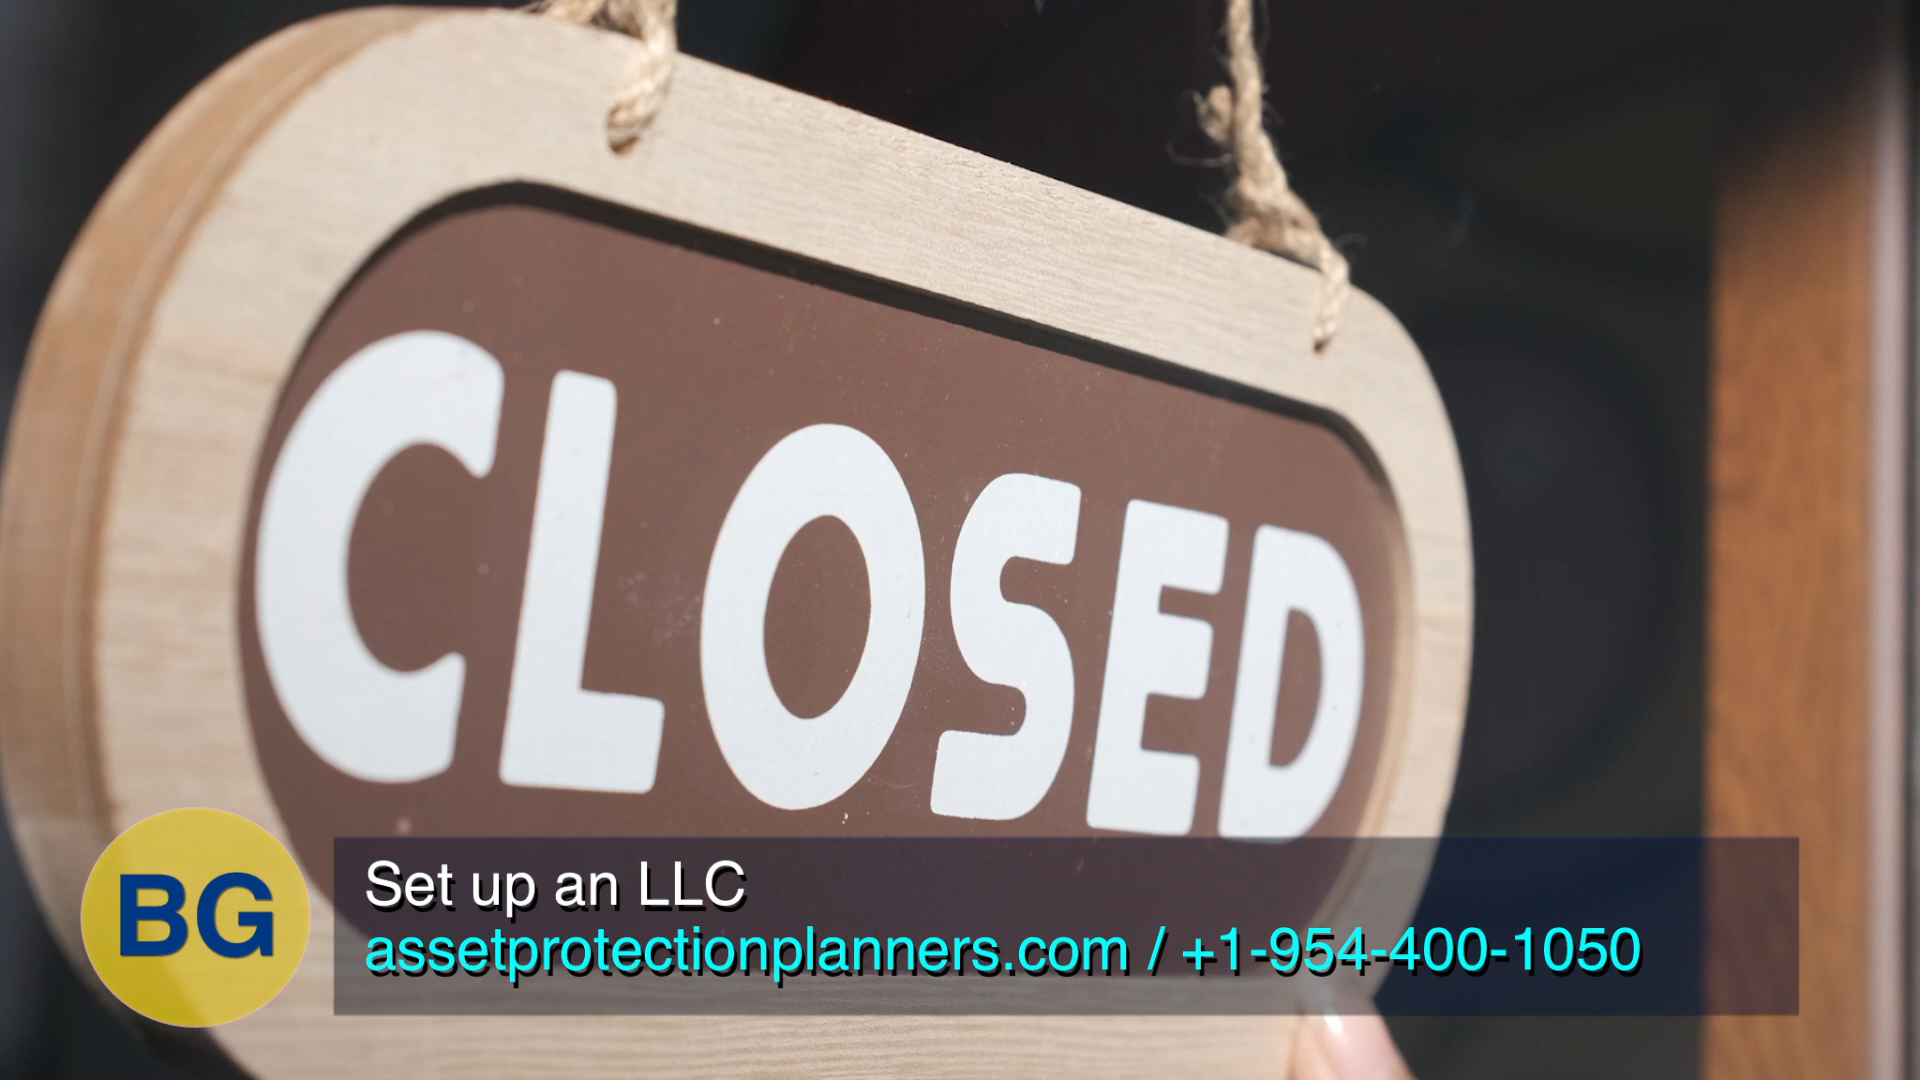 CLOSED
BG
Set up an LLC
assetprotectionplanners.com / +1-954-400-1050